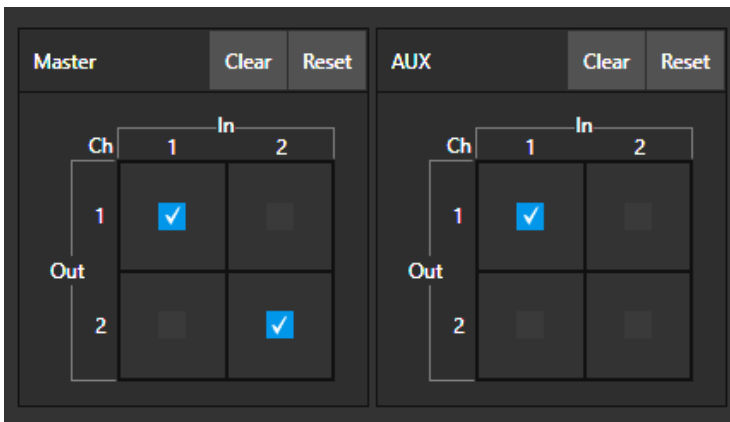 Master Clear Reset
In
Ch 1 2
1
Out
2
AUX Clear Reset
In
Ch 1 2
1
Out
2